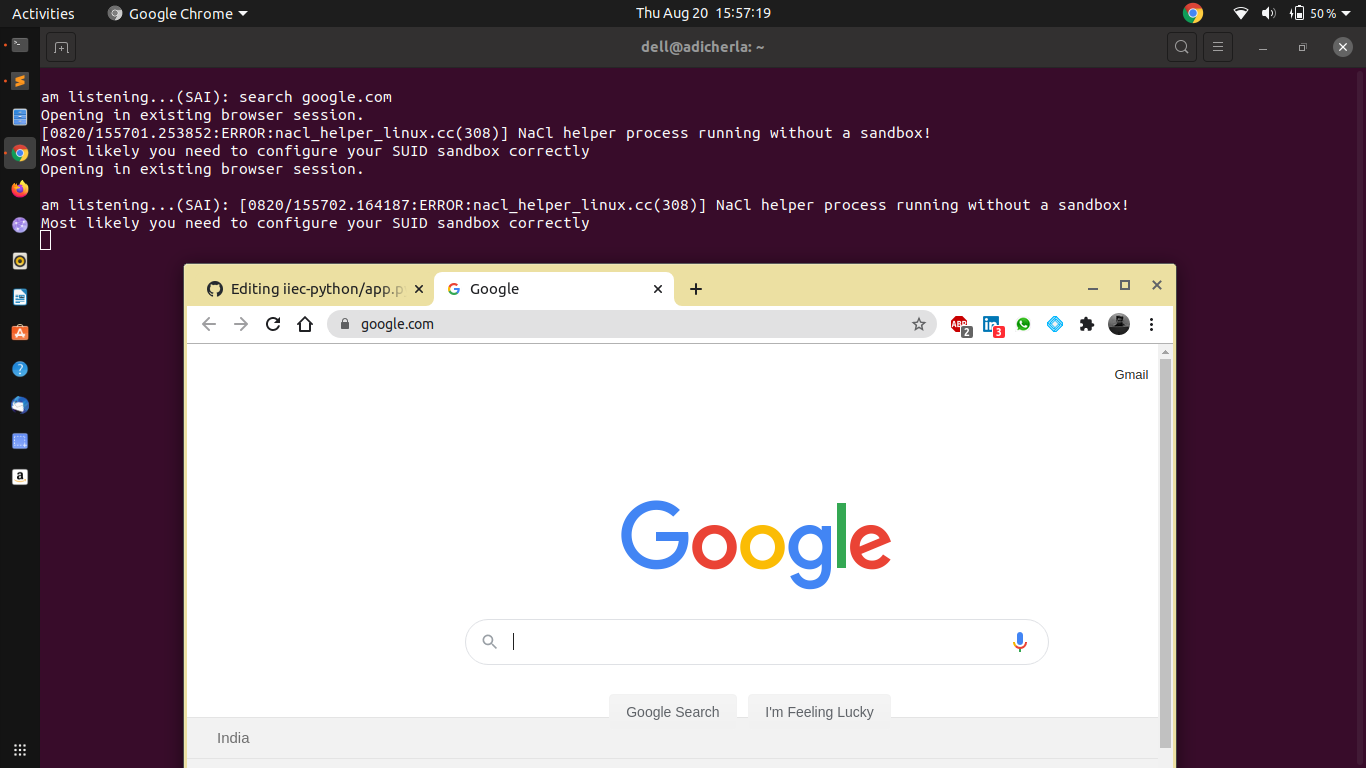 Activities Google Chrome Thu Aug 20 15:57:19 50 %
dell@adicherla: ~
am listening...(SAI): search google.com
Opening in existing browser session.
[0820/155701.253852:ERROR:nacl_helper_linux.cc(308)] NaCl helper process running without a sandbox!
Most likely you need to configure your SUID sandbox correctly
Opening in existing browser session.
am listening...(SAI): [0820/155702.164187:ERROR:nacl_helper_linux.cc(308)] NaCl helper process running without a sandbox!
Most likely you need to configure your SUID sandbox correctly
Editing iiec-python/app.p Google
google.com ABP 2 in 3
Gmail
Google
Google Search I'm Feeling Lucky
India